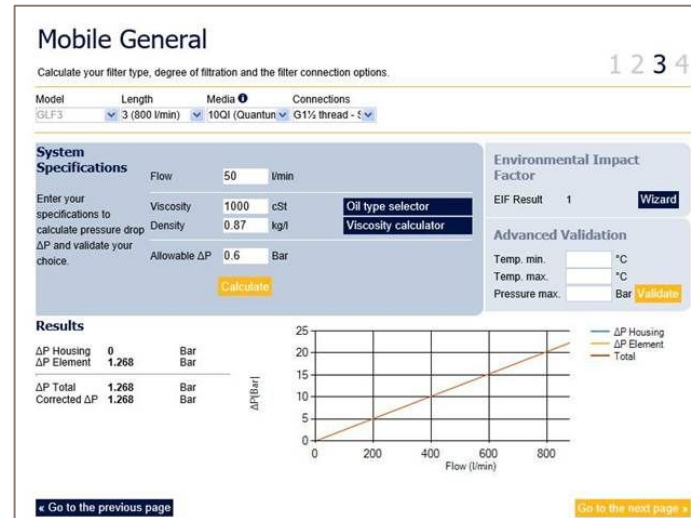 Mobile General
Calculate your filter type, degree of filtration and the filter connection options.
1 2 3 4
Model Length Media i Connections
GLF3 3 (800 l/min) 10QI (Quantun G1½ thread - S
System Specifications
Enter your specifications to calculate pressure drop ΔP and validate your choice.
Flow 50 l/min
Viscosity 1000 cSt Oil type selector
Density 0.87 kg/l Viscosity calculator
Allowable ΔP 0.6 Bar
Calculate
Environmental Impact Factor
EIF Result 1 Wizard
Advanced Validation
Temp. min. °C
Temp. max. °C
Pressure max. Bar Validate
Results
ΔP Housing 0 Bar
ΔP Element 1.268 Bar
ΔP Total 1.268 Bar
Corrected ΔP 1.268 Bar
ΔP[Bar]
25
20
15
10
5
0
0 200 400 600 800
Flow (l/min)
ΔP Housing
ΔP Element
Total
« Go to the previous page
Go to the next page »